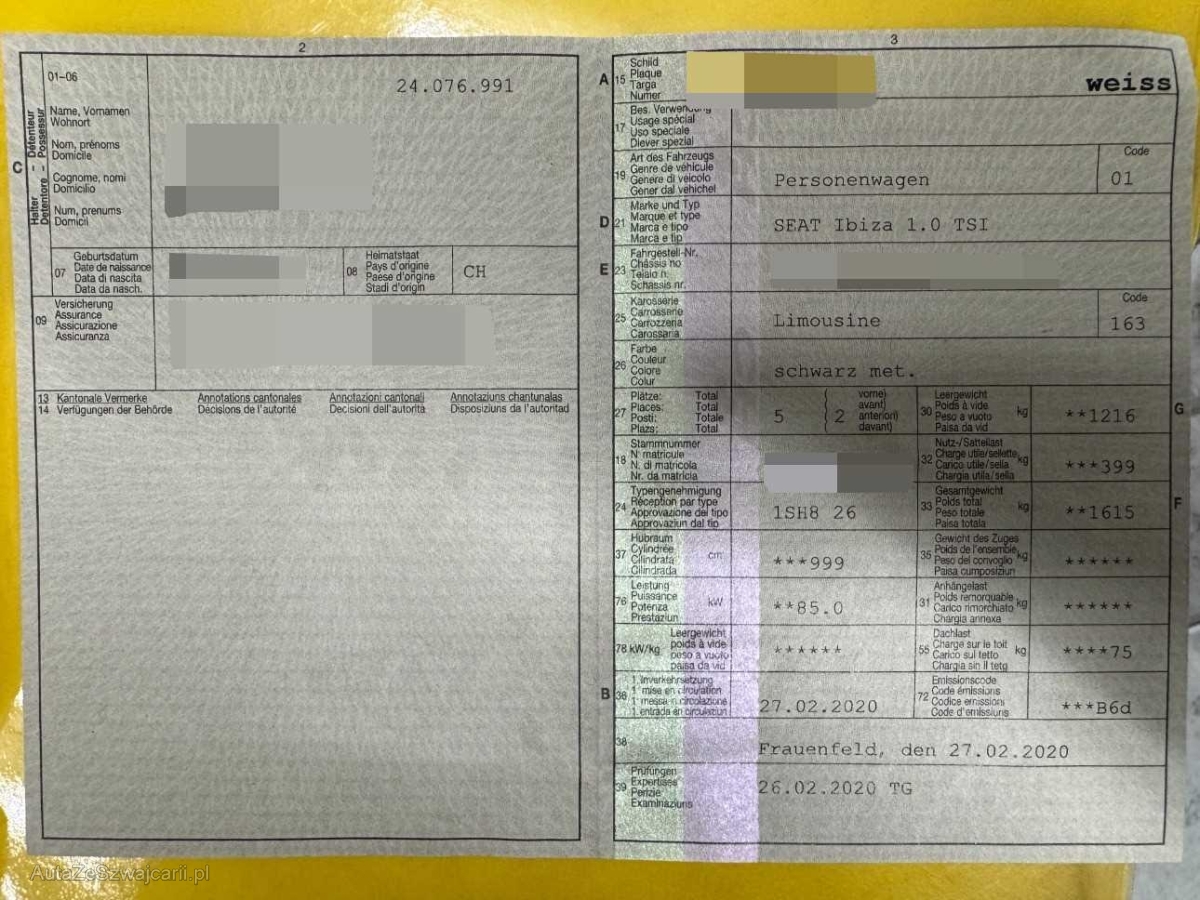 2
01-06
24.076.991
C
Halter - Détenteur
Detentore - Possessur
Name, Vornamen
Wohnort
Nom, prénoms
Domicile
Cognome, nomi
Domicilio
Num, prenums
Domicil
07
Geburtsdatum
Date de naissance
Data di nascita
Data da nasch.
08
Heimatstaat
Pays d'origine
Paese d'origine
Stadi d'origin
CH
09
Versicherung
Assurance
Assicurazione
Assicuranza
13 Kantonale Vermerke Annotations cantonales Annotazioni cantonali Annotaziuns chantunalas
14 Verfügungen der Behörde Décisions de l'autorité Decisioni dell'autorità Disposiziuns da l'autoritad
3
A
15
Schild
Plaque
Targa
Numer
weiss
17
Bes. Verwendung
Usage spécial
Uso speciale
Diever spezial
19
Art des Fahrzeugs
Genre de véhicule
Genere di veicolo
Gener dal vehichel
Personenwagen
Code
01
D
21
Marke und Typ
Marque et type
Marca e tipo
Marca e tip
SEAT Ibiza 1.0 TSI
E
23
Fahrgestell-Nr.
Châssis no
Telaio n.
Schassis nr.
25
Karosserie
Carrosserie
Carrozzeria
Carossaria
Limousine
Code
163
26
Farbe
Couleur
Colore
Colur
schwarz met.
27
Plätze: Total
Places: Total
Posti: Totale
Plazs: Total
5
2
vorne)
avant)
anteriori)
davant)
30
Leergewicht
Poids à vide
Peso a vuoto
Paisa da vid
kg
**1216
G
18
Stammnummer
N° matricule
N. di matricola
Nr. da matricla
32
Nutz-/Sattellast
Charge utile/sellette
Carico utile/sella
Chargia utila/sella
kg
***399
24
Typengenehmigung
Réception par type
Approvazione del tipo
Approvaziun dal tip
1SH8 26
33
Gesamtgewicht
Poids total
Peso totale
Paisa totala
kg
**1615
F
37
Hubraum
Cylindrée
Cilindrata
Cilindrada
cm
***999
35
Gewicht des Zuges
Poids de l'ensemble
Peso del convoglio
Paisa cumposiziun
kg
******
76
Leistung
Puissance
Potenza
Prestaziun
kW
**85.0
31
Anhängelast
Poids remorquable
Carico rimorchiato
Chargia annexa
kg
******
78 kW/kg
Leergewicht
poids à vide
peso a vuoto
paisa da vid
******
55
Dachlast
Charge sur le toit
Carico sul tetto
Chargia sin il tetg
kg
****75
B
36
1. Inverkehrsetzung
1ʳᵉ mise en circulation
1ª messa in circolazione
1. entrada en circulaziun
27.02.2020
72
Emissionscode
Code émissions
Codice emissioni
Code d'emissiuns
***B6d
38
Frauenfeld, den 27.02.2020
39
Prüfungen
Expertises
Perizie
Examinaziuns
26.02.2020 TG
AutaZeSzwajcarii.pl